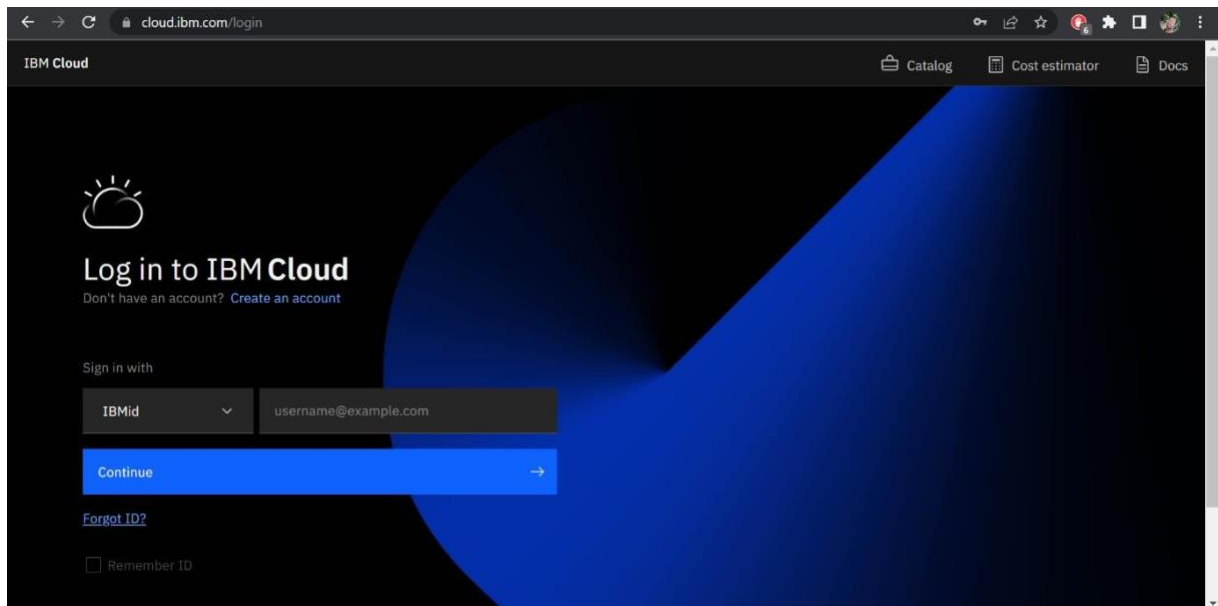 cloud.ibm.com/login
6
IBM Cloud
Catalog
Cost estimator
Docs
Log in to IBM Cloud
Don't have an account? Create an account
Sign in with
IBMid
username@example.com
Continue
Forgot ID?
Remember ID